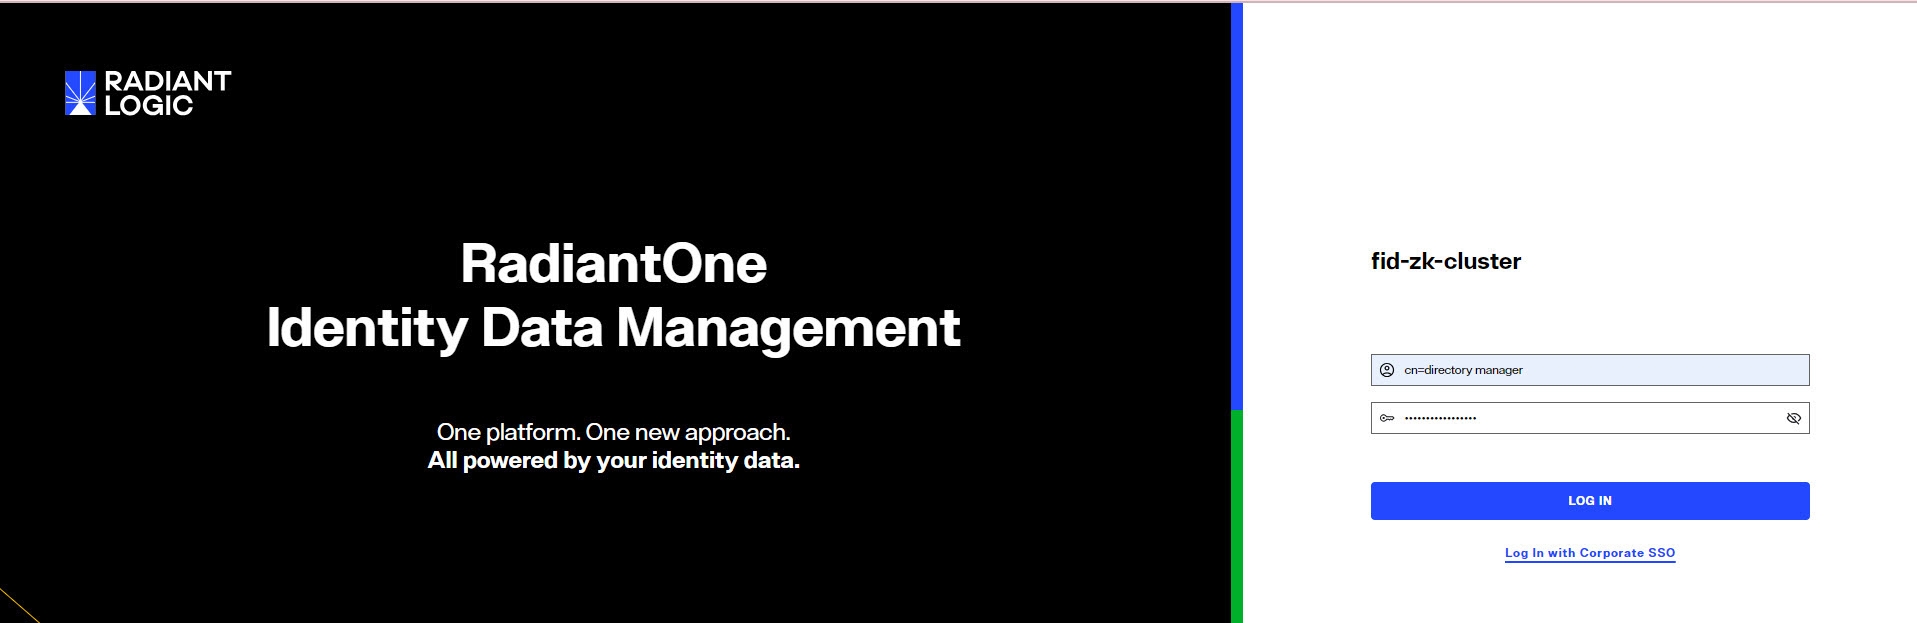 RADIANT
LOGIC
RadiantOne
Identity Data Management
One platform. One new approach.
All powered by your identity data.
fid-zk-cluster
cn=directory manager
•••••••••••••••••
LOG IN
Log In with Corporate SSO